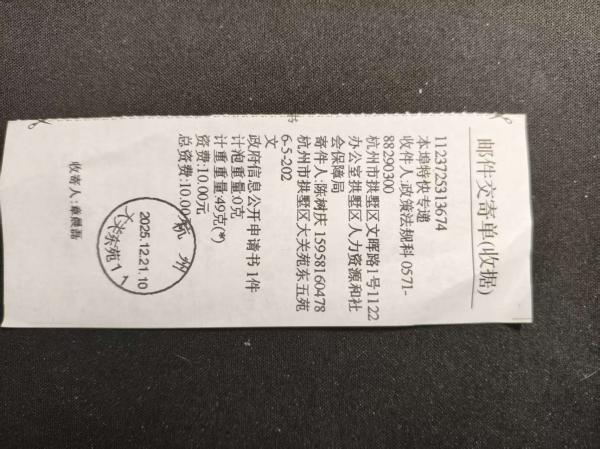 邮件交寄单(收据)
1123725313674
本埠特快专递
收件人:政策法规科 0571-
88290300
杭州市拱墅区文晖路1号1122
办公室拱墅区人力资源和社
会保障局
寄件人:陈树庆 15958160478
杭州市拱墅区大关苑东五苑
6-5-202
文
书
政府信息公开申请书 1件
计泡重量:0克
计重重量:49克(*)
资费:10.00元
总资费:10.00元
杭 州
2025.12.21.10
大关东苑1
收寄人:章晨磊